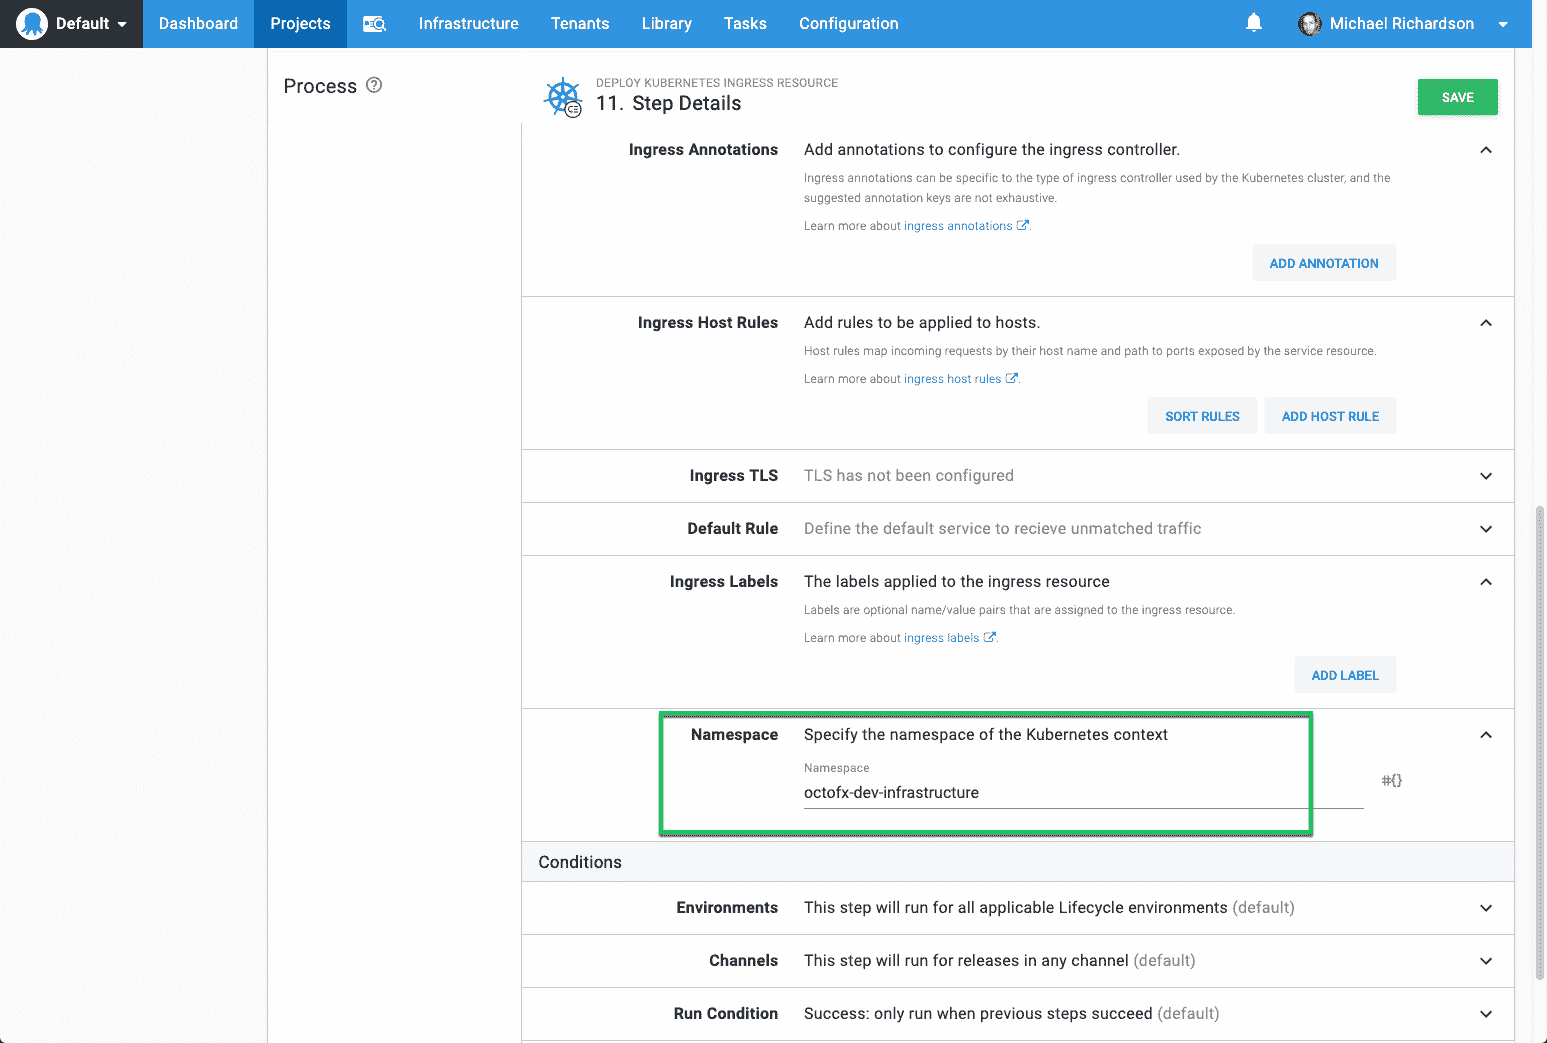 Default
Dashboard
Projects
Infrastructure
Tenants
Library
Tasks
Configuration
Michael Richardson
Process ?
DEPLOY KUBERNETES INGRESS RESOURCE
11. Step Details
SAVE
Ingress Annotations
Add annotations to configure the ingress controller.
Ingress annotations can be specific to the type of ingress controller used by the Kubernetes cluster, and the
suggested annotation keys are not exhaustive.
Learn more about ingress annotations.
ADD ANNOTATION
Ingress Host Rules
Add rules to be applied to hosts.
Host rules map incoming requests by their host name and path to ports exposed by the service resource.
Learn more about ingress host rules.
SORT RULES
ADD HOST RULE
Ingress TLS
TLS has not been configured
Default Rule
Define the default service to recieve unmatched traffic
Ingress Labels
The labels applied to the ingress resource
Labels are optional name/value pairs that are assigned to the ingress resource.
Learn more about ingress labels.
ADD LABEL
Namespace
Specify the namespace of the Kubernetes context
Namespace
octofx-dev-infrastructure
#{}
Conditions
Environments
This step will run for all applicable Lifecycle environments (default)
Channels
This step will run for releases in any channel (default)
Run Condition
Success: only run when previous steps succeed (default)